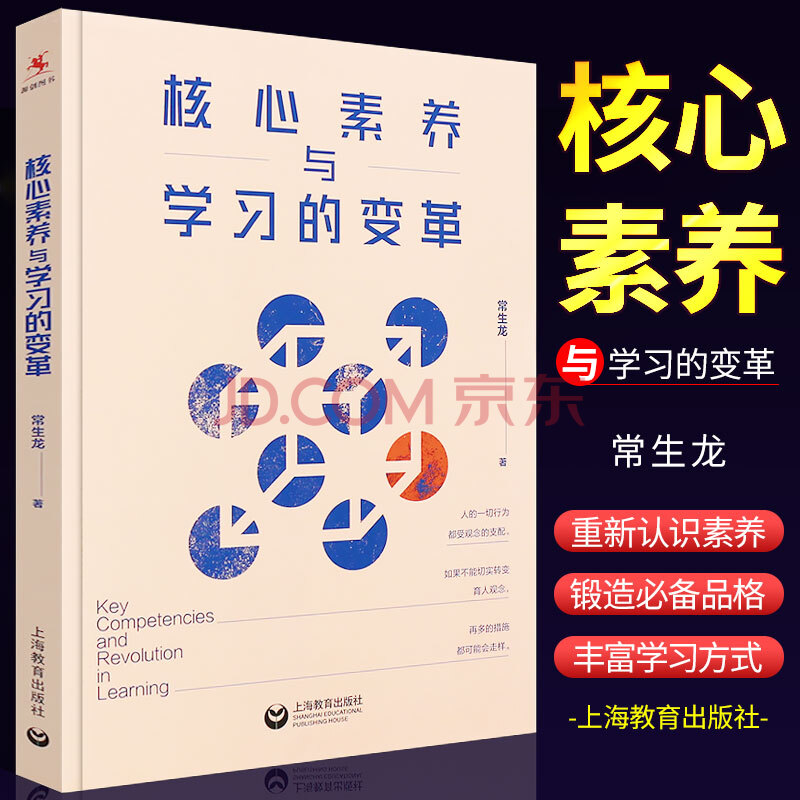 源创图书
核心素养与学习的变革
常生龙
著
上海教育出版社
核心素养
与
学习的变革
常生龙
著
人的一切行为
都受观念的支配。
如果不能切实转变
育人观念,
再多的措施
都可能会走样。
Key
Competencies
and
Revolution
in
Learning
上海教育出版社
SHANGHAI EDUCATIONAL
PUBLISHING HOUSE
JD.COM 京东
核心
素养
与学习的变革
常生龙
重新认识素养
锻造必备品格
丰富学习方式
-上海教育出版社-